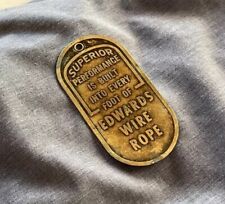 SUPERIOR
PERFORMANCE
IS BUILT
INTO EVERY
FOOT OF
EDWARDS
WIRE
ROPE